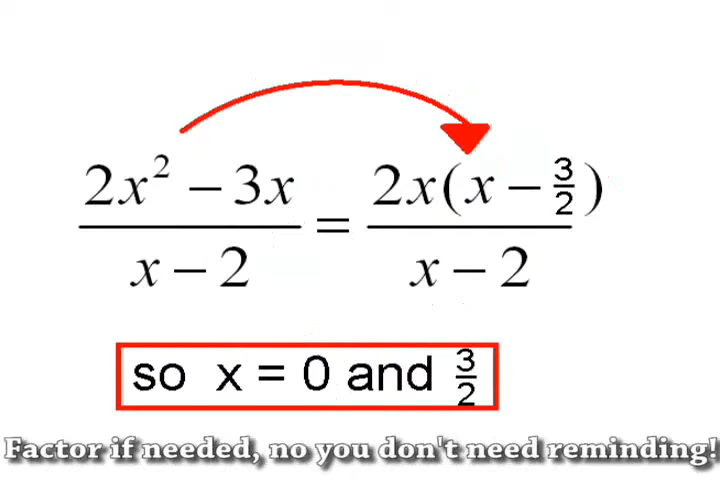 2x² − 3x / x − 2 = 2x(x − 3/2) / x − 2
so x = 0 and 3/2
Factor if needed, no you don't need reminding!